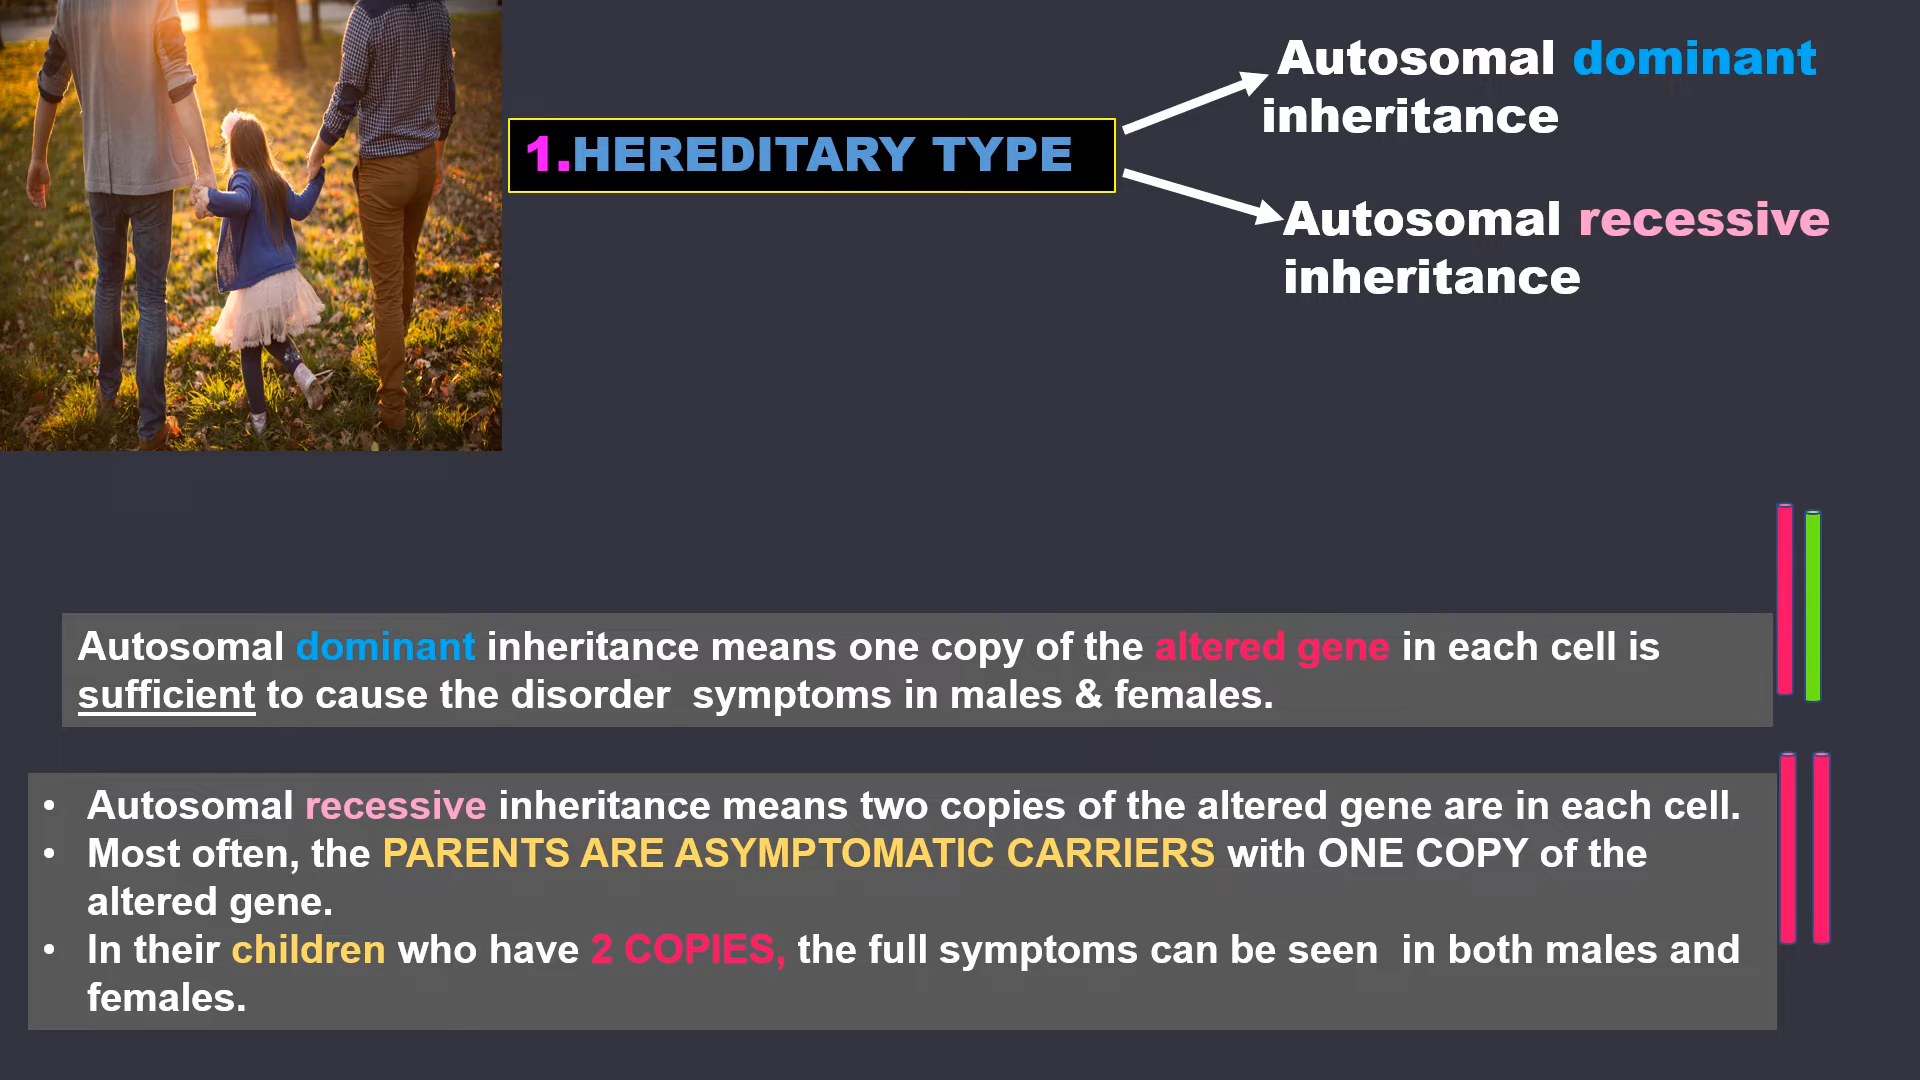 1.HEREDITARY TYPE
Autosomal dominant
inheritance
Autosomal recessive
inheritance
Autosomal dominant inheritance means one copy of the altered gene in each cell is
sufficient to cause the disorder  symptoms in males & females.
• Autosomal recessive inheritance means two copies of the altered gene are in each cell.
• Most often, the PARENTS ARE ASYMPTOMATIC CARRIERS with ONE COPY of the
altered gene.
• In their children who have 2 COPIES, the full symptoms can be seen  in both males and
females.